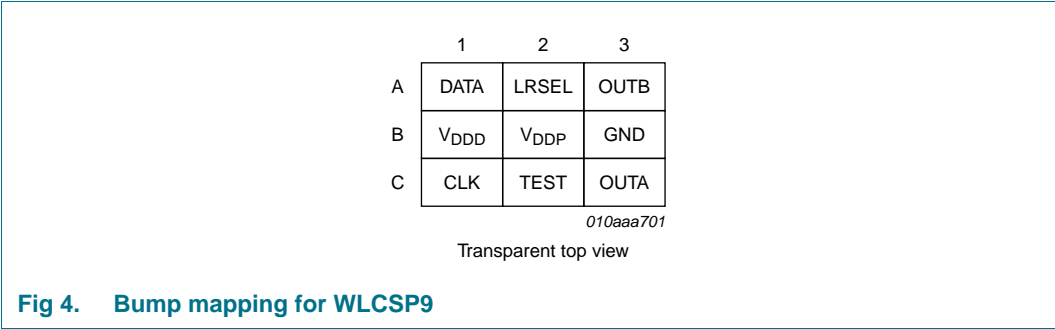 1 2 3
A DATA LRSEL OUTB
B VDDD VDDP GND
C CLK TEST OUTA
010aaa701
Transparent top view
Fig 4. Bump mapping for WLCSP9